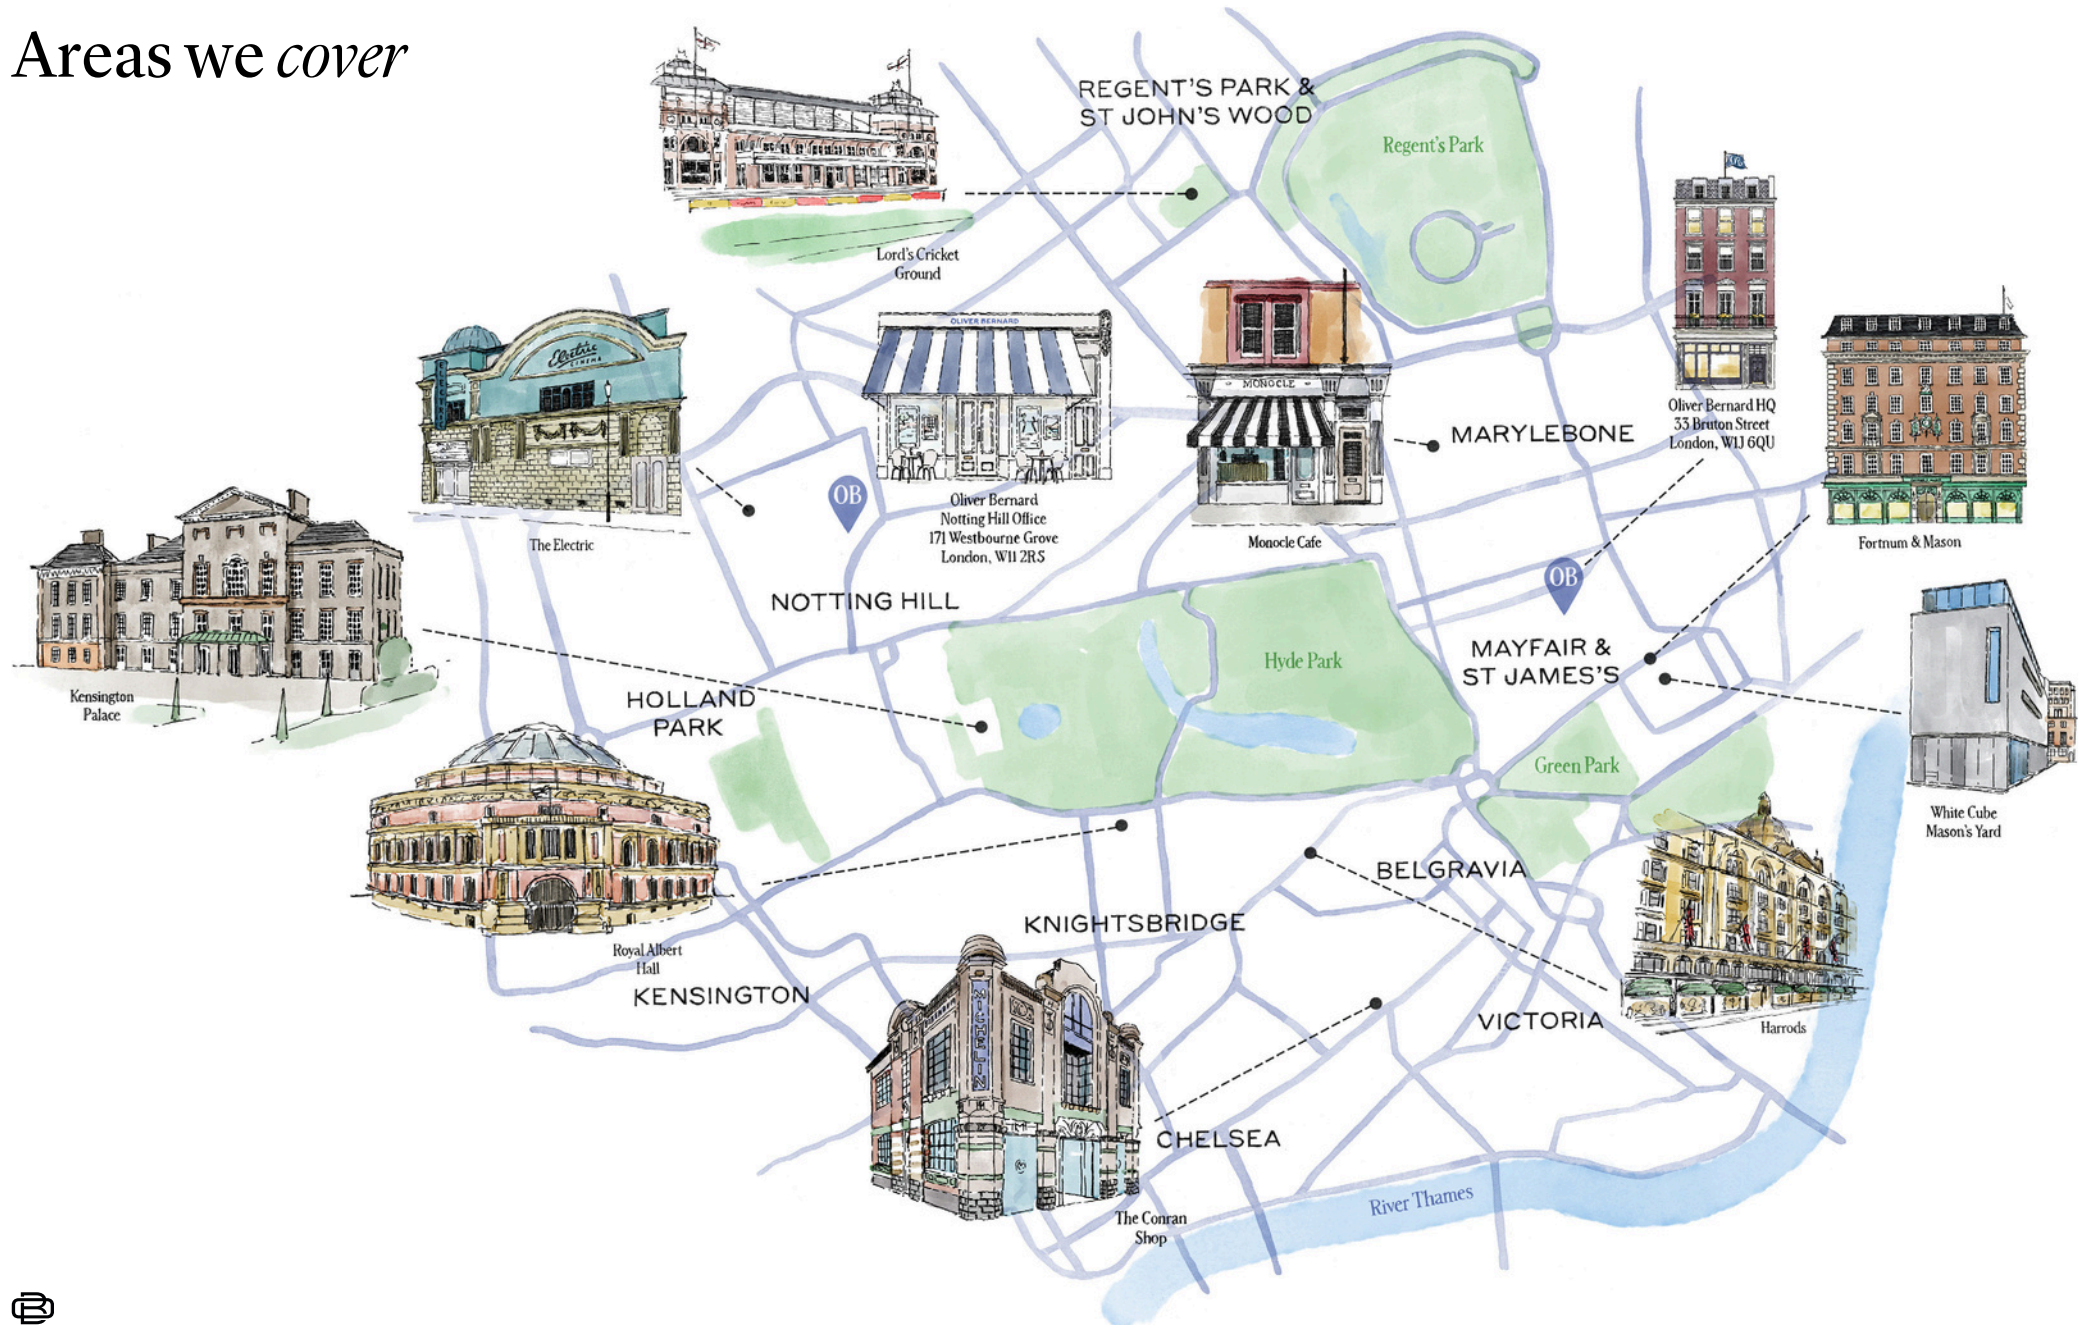 Areas we cover
REGENT'S PARK &
ST JOHN'S WOOD
Regent's Park
Lord's Cricket
Ground
OLIVER BERNARD
Electric
CINEMA
MONOCLE
Oliver Bernard HQ
33 Bruton Street
London, W1J 6QU
MARYLEBONE
OB
Oliver Bernard
Notting Hill Office
171 Westbourne Grove
London, W11 2RS
The Electric
Monocle Cafe
Fortnum & Mason
OB
NOTTING HILL
MAYFAIR &
ST JAMES'S
Hyde Park
Kensington
Palace
HOLLAND
PARK
Green Park
White Cube
Mason's Yard
BELGRAVIA
KNIGHTSBRIDGE
Royal Albert
Hall
KENSINGTON
MICHELIN
VICTORIA
Harrods
CHELSEA
River Thames
The Conran
Shop